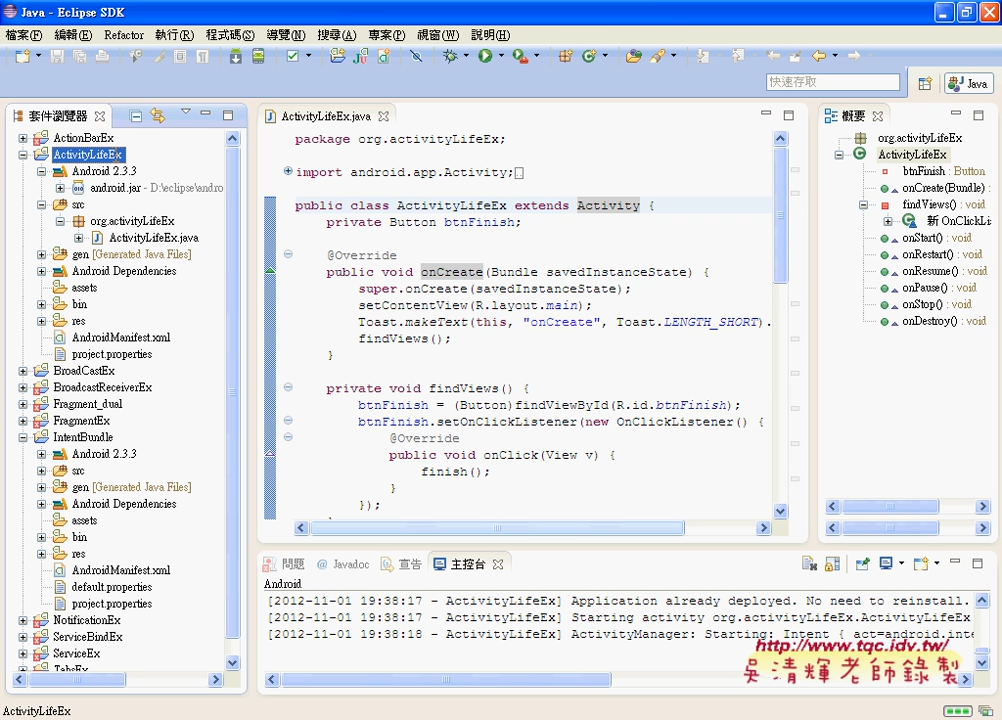 Java - Eclipse SDK
檔案(F) 編輯(E) Refactor 執行(R) 程式碼(S) 導覽(N) 搜尋(A) 專案(P) 視窗(W) 說明(H)
快速存取
Java
套件瀏覽器
ActionBarEx
ActivityLifeEx
Android 2.3.3
android.jar - D:\eclipse\andro
src
org.activityLifeEx
ActivityLifeEx.java
gen [Generated Java Files]
Android Dependencies
assets
bin
res
AndroidManifest.xml
project.properties
BroadCastEx
BroadcastReceiverEx
Fragment_dual
FragmentEx
IntentBundle
Android 2.3.3
src
gen [Generated Java Files]
Android Dependencies
assets
bin
res
AndroidManifest.xml
default.properties
project.properties
NotificationEx
ServiceBindEx
ServiceEx
TabsEx
ActivityLifeEx.java
package org.activityLifeEx;
import android.app.Activity;
public class ActivityLifeEx extends Activity {
private Button btnFinish;
@Override
public void onCreate(Bundle savedInstanceState) {
super.onCreate(savedInstanceState);
setContentView(R.layout.main);
Toast.makeText(this, "onCreate", Toast.LENGTH_SHORT).
findViews();
}
private void findViews() {
btnFinish = (Button)findViewById(R.id.btnFinish);
btnFinish.setOnClickListener(new OnClickListener() {
@Override
public void onClick(View v) {
finish();
}
});
概要
org.activityLifeEx
ActivityLifeEx
btnFinish : Button
onCreate(Bundle) :
findViews() : void
新 OnClickLis
onStart() : void
onRestart() : void
onResume() : void
onPause() : void
onStop() : void
onDestroy() : void
問題 @ Javadoc 宣告 主控台
Android
[2012-11-01 19:38:17 - ActivityLifeEx] Application already deployed. No need to reinstall.
[2012-11-01 19:38:17 - ActivityLifeEx] Starting activity org.activityLifeEx.ActivityLifeEx
[2012-11-01 19:38:18 - ActivityLifeEx] ActivityManager: Starting: Intent { act=android.inte
http://www.tqc.idv.tw/
吳清輝老師錄製
ActivityLifeEx